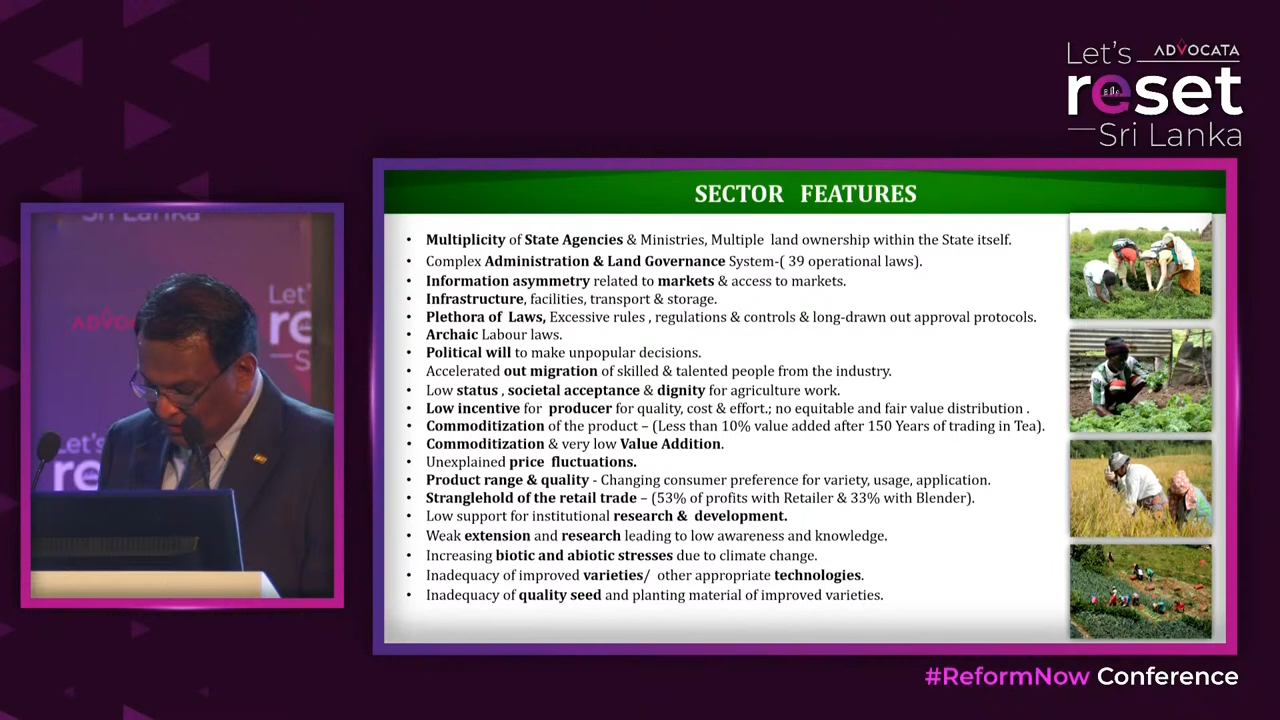 Let's
ADVOCATA
reset
Sri Lanka
SECTOR FEATURES
• Multiplicity of State Agencies & Ministries, Multiple land ownership within the State itself.
• Complex Administration & Land Governance System-( 39 operational laws).
• Information asymmetry related to markets & access to markets.
• Infrastructure, facilities, transport & storage.
• Plethora of Laws, Excessive rules , regulations & controls & long-drawn out approval protocols.
• Archaic Labour laws.
• Political will to make unpopular decisions.
• Accelerated out migration of skilled & talented people from the industry.
• Low status , societal acceptance & dignity for agriculture work.
• Low incentive for producer for quality, cost & effort.; no equitable and fair value distribution .
• Commoditization of the product – (Less than 10% value added after 150 Years of trading in Tea).
• Commoditization & very low Value Addition.
• Unexplained price fluctuations.
• Product range & quality - Changing consumer preference for variety, usage, application.
• Stranglehold of the retail trade – (53% of profits with Retailer & 33% with Blender).
• Low support for institutional research & development.
• Weak extension and research leading to low awareness and knowledge.
• Increasing biotic and abiotic stresses due to climate change.
• Inadequacy of improved varieties/ other appropriate technologies.
• Inadequacy of quality seed and planting material of improved varieties.
Sri Lanka
Let's
ADVO
re
S
Let's
re
#ReformNow Conference